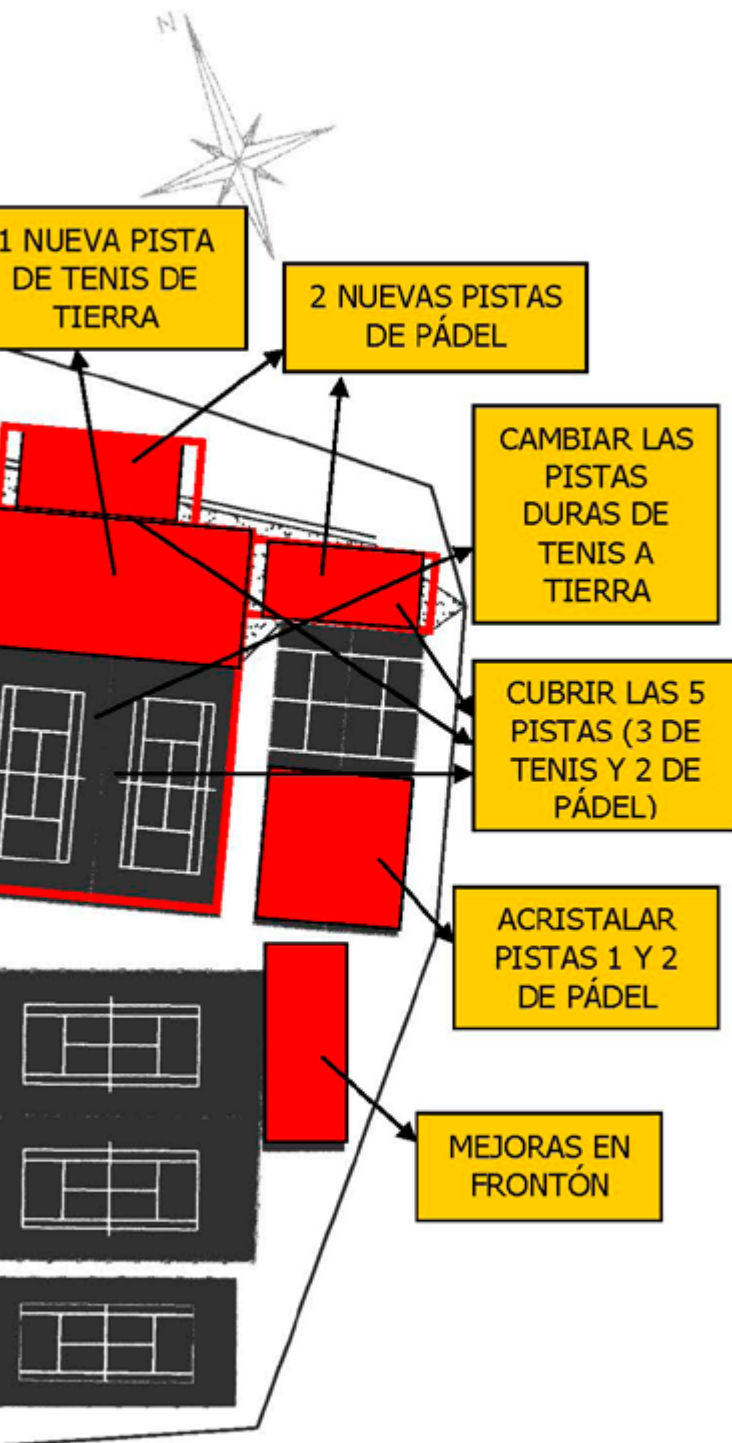 N
1 NUEVA PISTA
DE TENIS DE
TIERRA
2 NUEVAS PISTAS
DE PÁDEL
CAMBIAR LAS
PISTAS
DURAS DE
TENIS A
TIERRA
CUBRIR LAS 5
PISTAS (3 DE
TENIS Y 2 DE
PÁDEL)
ACRISTALAR
PISTAS 1 Y 2
DE PÁDEL
MEJORAS EN
FRONTÓN